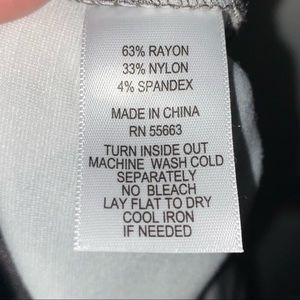 63% RAYON
33% NYLON
4% SPANDEX
MADE IN CHINA
RN 55663
TURN INSIDE OUT
MACHINE WASH COLD
SEPARATELY
NO BLEACH
LAY FLAT TO DRY
COOL IRON
IF NEEDED